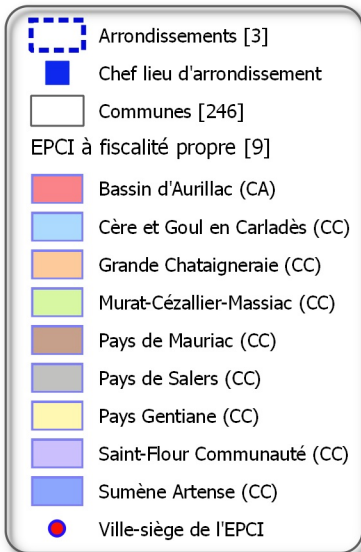 Arrondissements [3]
Chef lieu d'arrondissement
Communes [246]
EPCI à fiscalité propre [9]
Bassin d'Aurillac (CA)
Cère et Goul en Carladès (CC)
Grande Chataigneraie (CC)
Murat-Cézallier-Massiac (CC)
Pays de Mauriac (CC)
Pays de Salers (CC)
Pays Gentiane (CC)
Saint-Flour Communauté (CC)
Sumène Artense (CC)
Ville-siège de l'EPCI